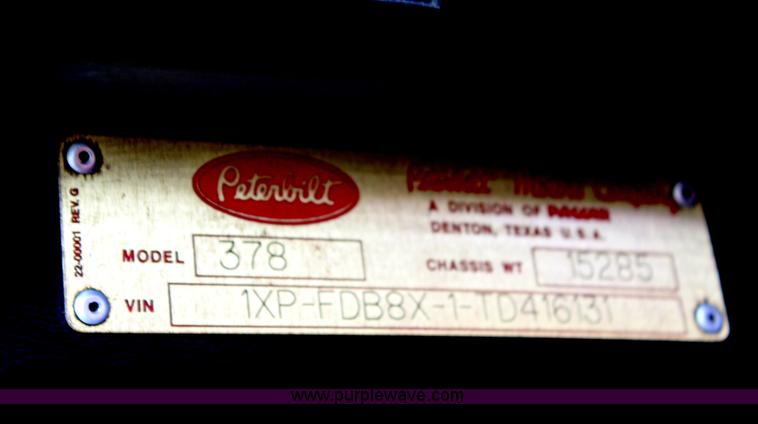 Peterbilt
Peterbilt Motors Company
A DIVISION OF PACCAR
DENTON, TEXAS U.S.A.
MODEL 378
CHASSIS WT 15285
VIN 1XP-FDB8X-1-TD416131
22-00001 REV. G
www.purplewave.com